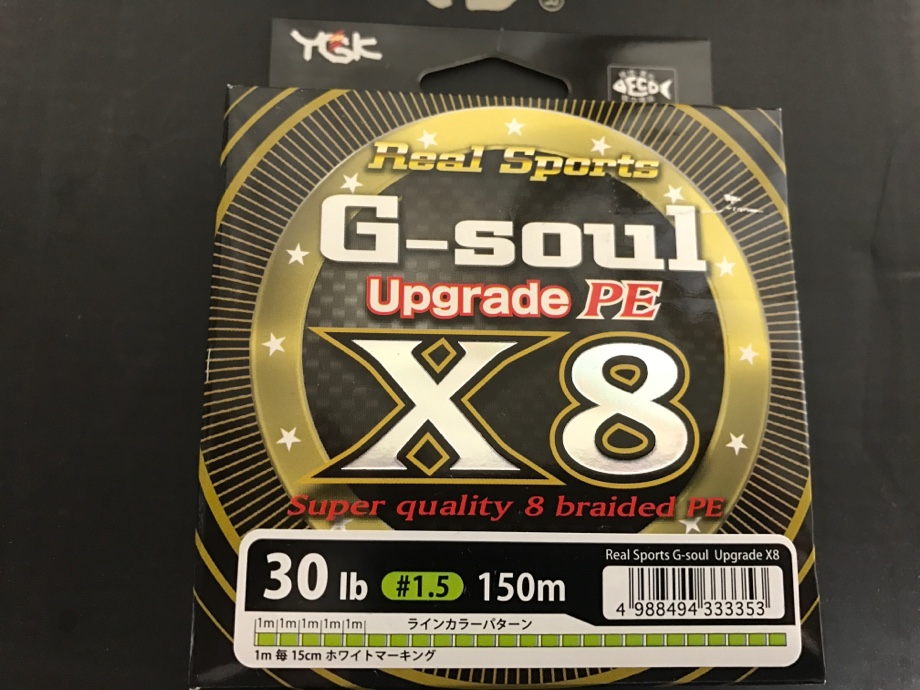 YGK
DECO
Real Sports
G-soul
Upgrade PE
X8
Super quality 8 braided PE
30 lb #1.5 150m
Real Sports G-soul Upgrade X8
4 988494 333353
1m 1m 1m 1m 1m
ラインカラーパターン
1m 毎 15cm ホワイトマーキング